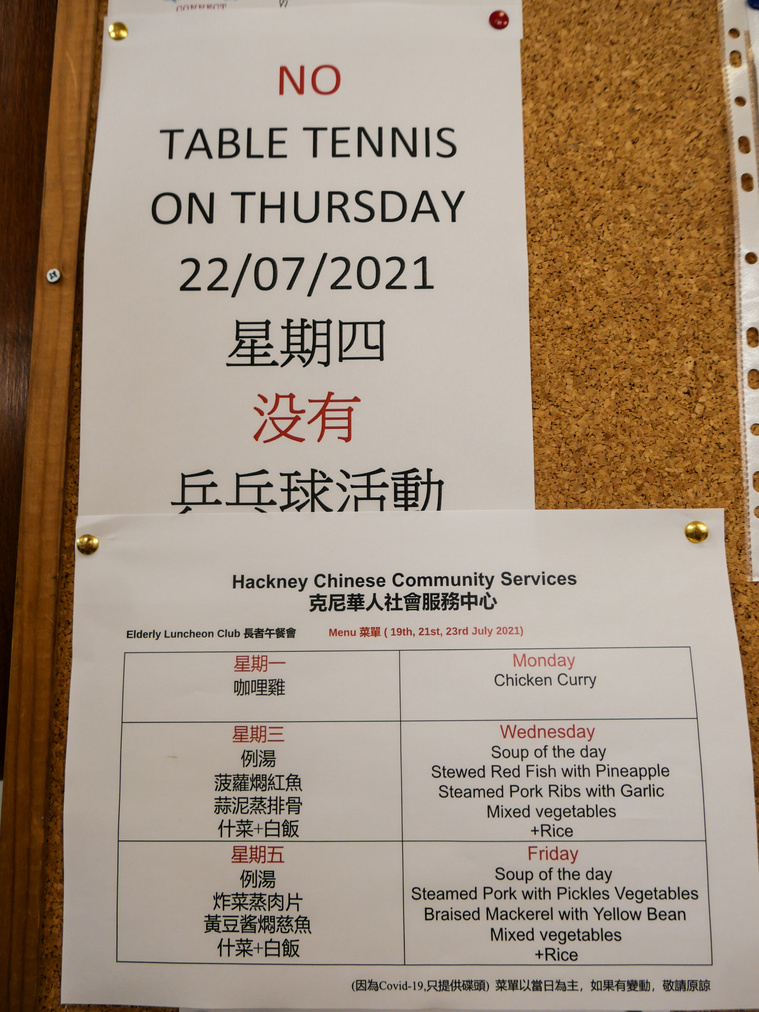 NO
TABLE TENNIS
ON THURSDAY
22/07/2021
星期四
没有
乒乓球活動
Hackney Chinese Community Services
克尼華人社會服務中心
Elderly Luncheon Club 長者午餐會 Menu 菜單 ( 19th, 21st, 23rd July 2021)
星期一
咖哩雞
Monday
Chicken Curry
星期三
例湯
菠蘿燜紅魚
蒜泥蒸排骨
什菜+白飯
Wednesday
Soup of the day
Stewed Red Fish with Pineapple
Steamed Pork Ribs with Garlic
Mixed vegetables
+Rice
星期五
例湯
炸菜蒸肉片
黃豆酱燜慈魚
什菜+白飯
Friday
Soup of the day
Steamed Pork with Pickles Vegetables
Braised Mackerel with Yellow Bean
Mixed vegetables
+Rice
(因為Covid-19,只提供碟頭) 菜單以當日為主，如果有變動，敬請原諒